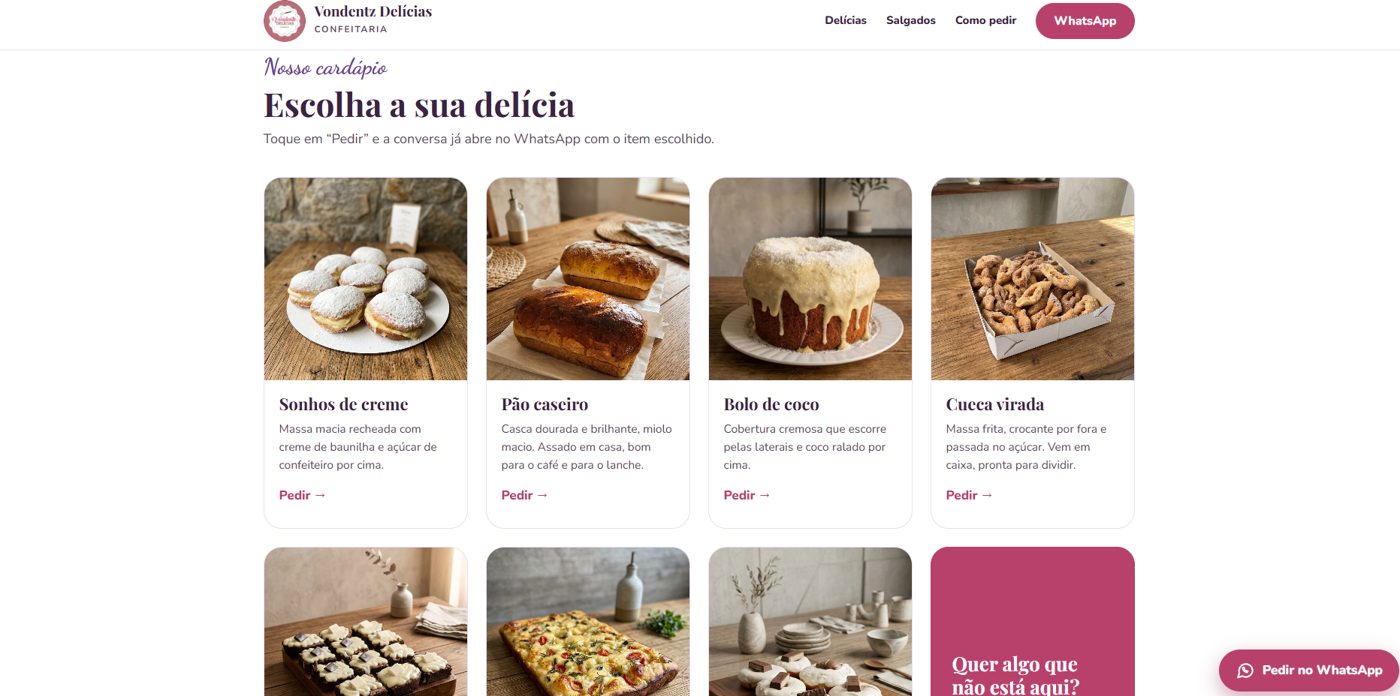 Vondentz Delícias
CONFEITARIA
Delícias
Salgados
Como pedir
WhatsApp
Nosso cardápio
Escolha a sua delícia
Toque em “Pedir” e a conversa já abre no WhatsApp com o item escolhido.
Sonhos de creme
Massa macia recheada com
creme de baunilha e açúcar de
confeiteiro por cima.
Pedir →
Pão caseiro
Casca dourada e brilhante, miolo
macio. Assado em casa, bom
para o café e para o lanche.
Pedir →
Bolo de coco
Cobertura cremosa que escorre
pelas laterais e coco ralado por
cima.
Pedir →
Cueca virada
Massa frita, crocante por fora e
passada no açúcar. Vem em
caixa, pronta para dividir.
Pedir →
Quer algo que
não está aqui?
Pedir no WhatsApp